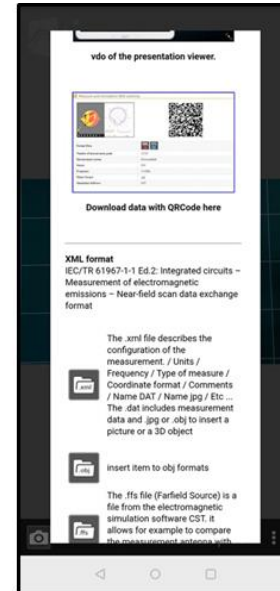 vdo of the presentation viewer.
Download data with QRCode here
XML format
IEC/TR 61967-1-1 Ed.2: Integrated circuits –
Measurement of electromagnetic
emissions – Near-field scan data exchange
format
The .xml file describes the
configuration of the
measurement. / Units /
Frequency / Type of measure /
Coordinate format / Comments
/ Name DAT / Name jpg / Etc ...
The .dat includes measurement
data and .jpg or .obj to insert a
picture or a 3D object
.xml
.obj
insert item to obj formats
The .ffs file (Farfield Source) is a
file from the electromagnetic
simulation software CST. it
allows for example to compare
the measurement antenna with
.ffs